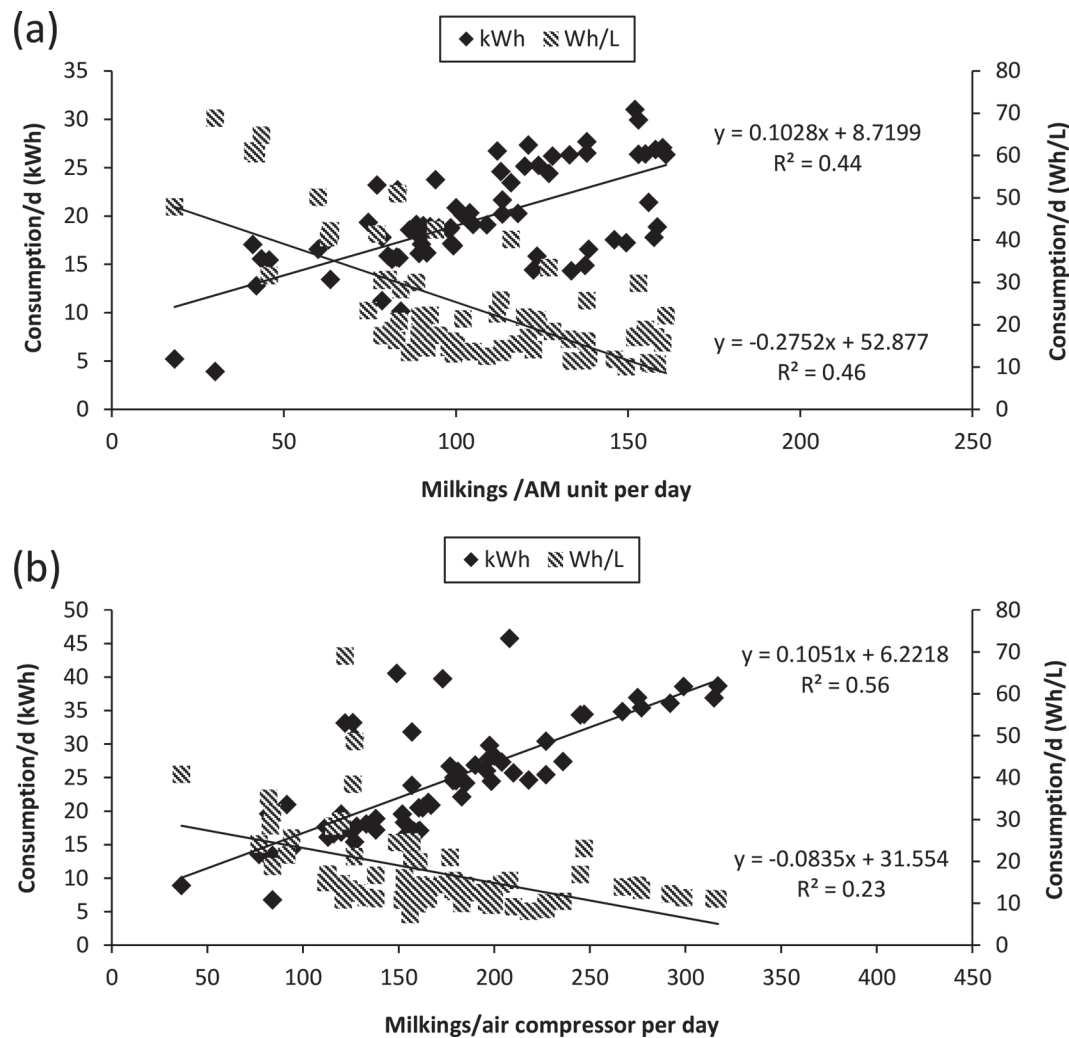 (a)
kWh Wh/L
35 80
30 70
25 60
20 50
15 40
10 30
5 20
0 10
0
Consumption/d (kWh)
Consumption/d (Wh/L)
y = 0.1028x + 8.7199
R² = 0.44
y = -0.2752x + 52.877
R² = 0.46
0 50 100 150 200 250
Milkings /AM unit per day
(b)
kWh Wh/L
50 80
45 70
40 60
35 50
30 40
25 30
20 20
15 10
10 0
5
0
Consumption/d (kWh)
Consumption/d (Wh/L)
y = 0.1051x + 6.2218
R² = 0.56
y = -0.0835x + 31.554
R² = 0.23
0 50 100 150 200 250 300 350 400 450
Milkings/air compressor per day